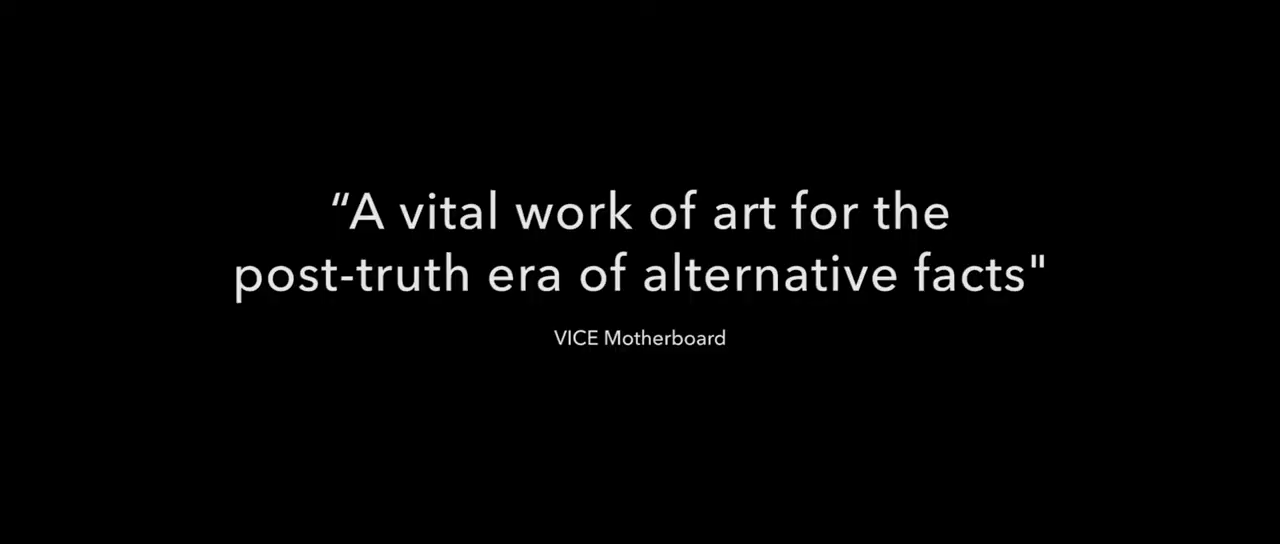 “A vital work of art for the
post-truth era of alternative facts"
VICE Motherboard